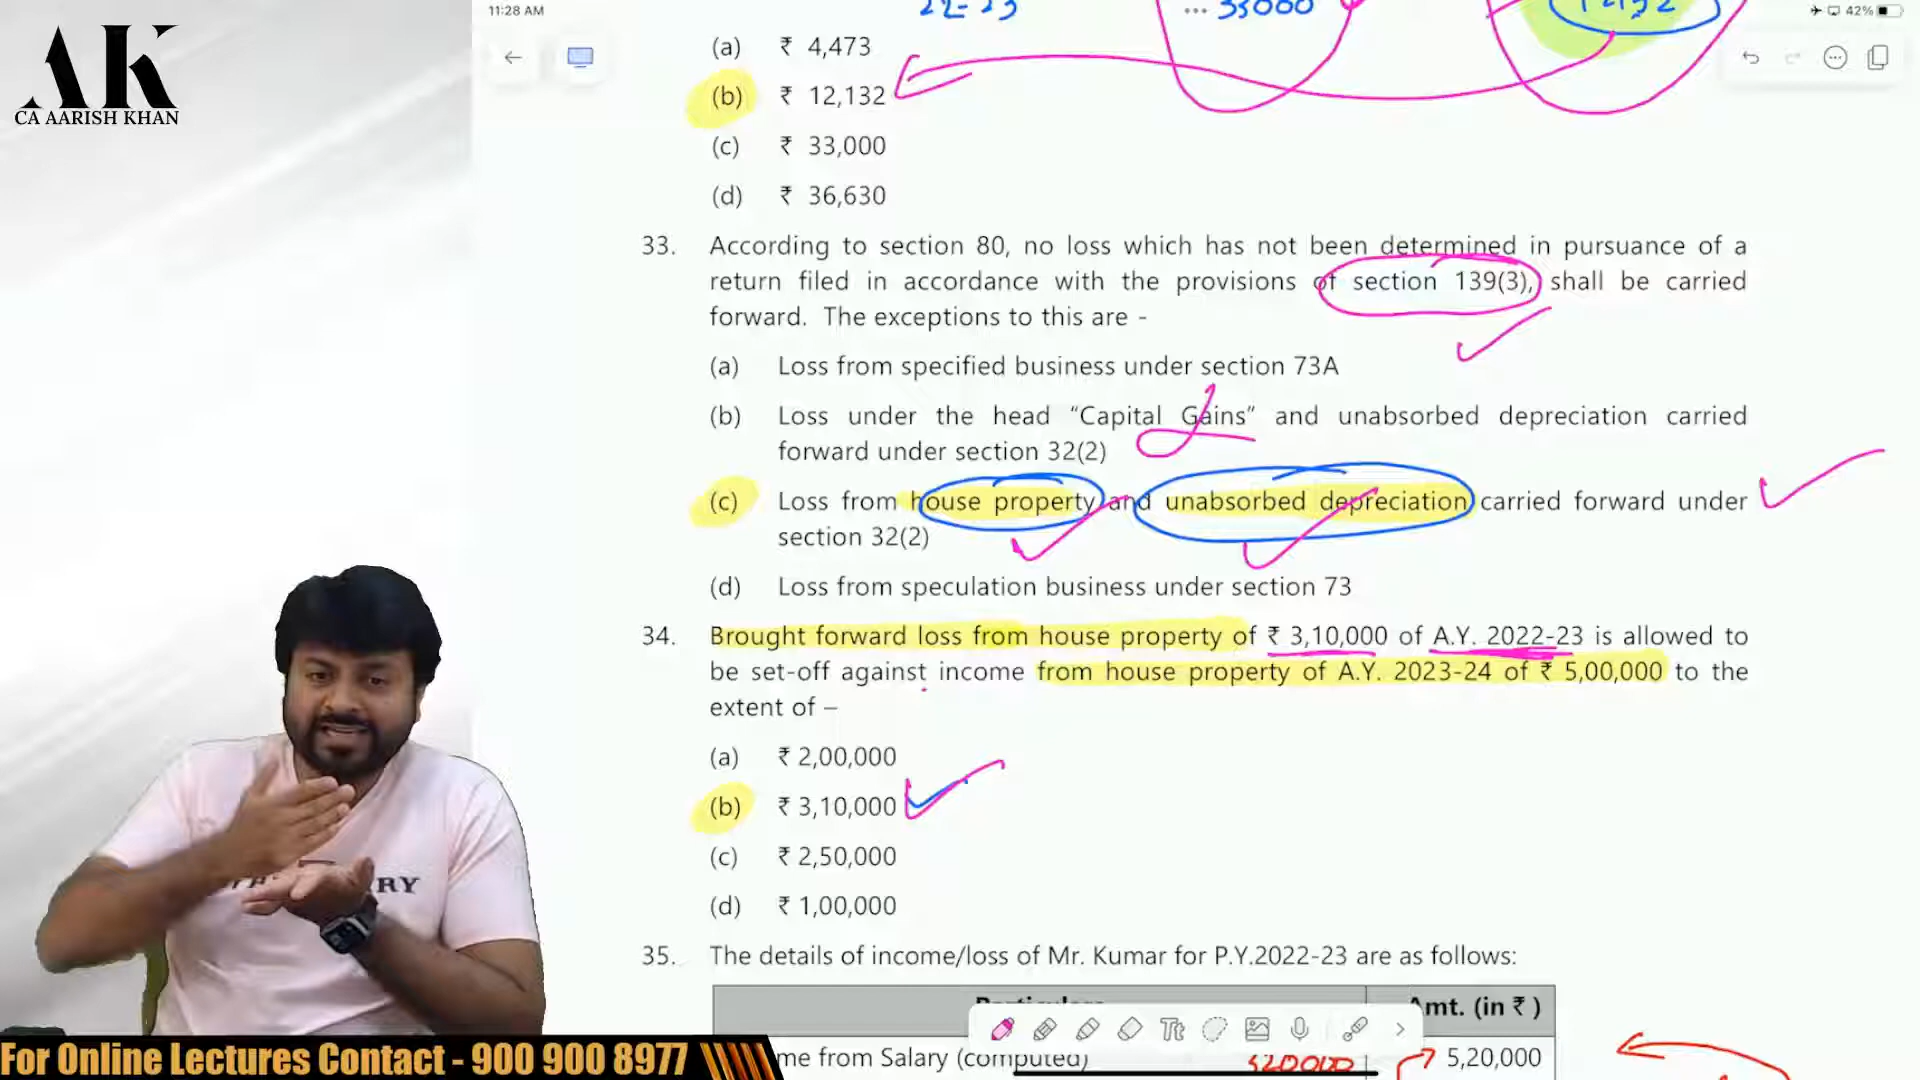 11:28 AM
42%
AK
CA AARISH KHAN
22-23
... 33000
(a) ₹ 4,473
(b) ₹ 12,132
(c) ₹ 33,000
(d) ₹ 36,630
33. According to section 80, no loss which has not been determined in pursuance of a
return filed in accordance with the provisions of section 139(3), shall be carried
forward. The exceptions to this are -
(a) Loss from specified business under section 73A
(b) Loss under the head “Capital Gains” and unabsorbed depreciation carried
forward under section 32(2)
(c) Loss from house property and unabsorbed depreciation carried forward under
section 32(2)
(d) Loss from speculation business under section 73
34. Brought forward loss from house property of ₹ 3,10,000 of A.Y. 2022-23 is allowed to
be set-off against income from house property of A.Y. 2023-24 of ₹ 5,00,000 to the
extent of –
(a) ₹ 2,00,000
(b) ₹ 3,10,000
(c) ₹ 2,50,000
(d) ₹ 1,00,000
35. The details of income/loss of Mr. Kumar for P.Y.2022-23 are as follows:
Particulars Amt. (in ₹ )
Tt
me from Salary (computed) 520000 5,20,000
RY
For Online Lectures Contact - 900 900 8977